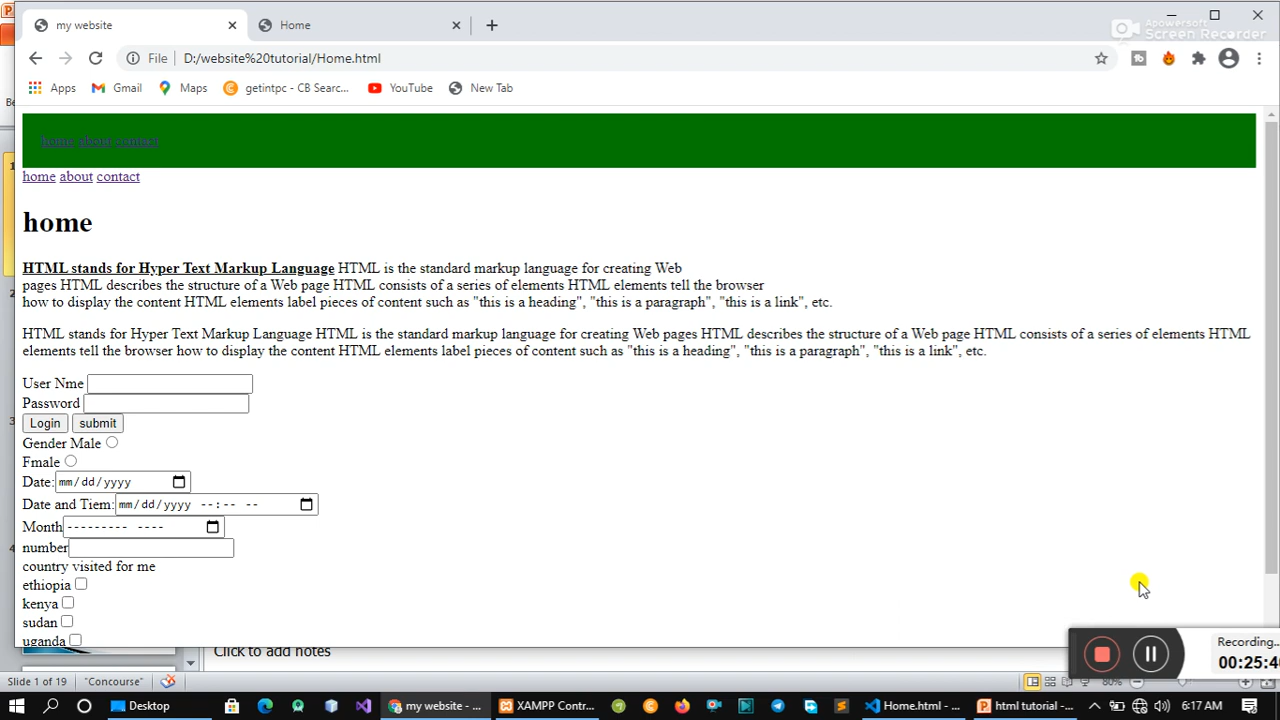 my website
Home
Apowersoft
Screen Recorder
File D:/website%20tutorial/Home.html
Apps Gmail Maps getintpc - CB Searc... YouTube New Tab
home about contact
home about contact
home
HTML stands for Hyper Text Markup Language HTML is the standard markup language for creating Web
pages HTML describes the structure of a Web page HTML consists of a series of elements HTML elements tell the browser
how to display the content HTML elements label pieces of content such as "this is a heading", "this is a paragraph", "this is a link", etc.
HTML stands for Hyper Text Markup Language HTML is the standard markup language for creating Web pages HTML describes the structure of a Web page HTML consists of a series of elements HTML
elements tell the browser how to display the content HTML elements label pieces of content such as "this is a heading", "this is a paragraph", "this is a link", etc.
User Nme
Password
Login submit
Gender Male
Fmale
Date: mm/dd/yyyy
Date and Tiem: mm/dd/yyyy --:-- --
Month --------- ----
number
country visited for me
ethiopia
kenya
sudan
uganda
Click to add notes
Recording...
00:25:4
Slide 1 of 19 "Concourse" 80%
Desktop my website - ... XAMPP Contr... Home.html - ... html tutorial -... 6:17 AM